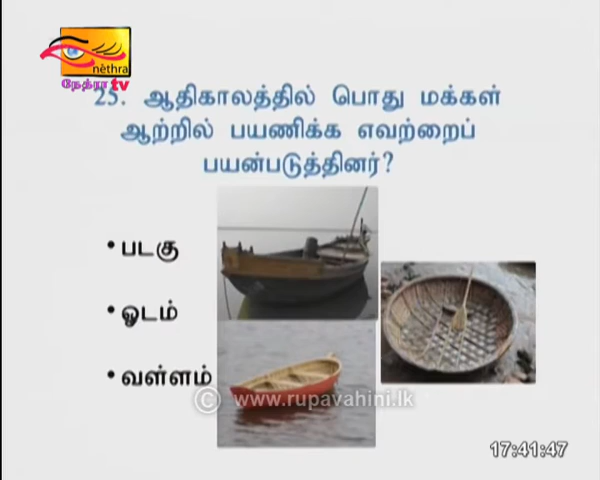 nēthra
நேத்ரா tv
25. ஆதிகாலத்தில் பொது மக்கள்
ஆற்றில் பயணிக்க எவற்றைப்
பயன்படுத்தினர்?
• படகு
• ஓடம்
• வள்ளம்
© www.rupavahini.lk
17:41:47